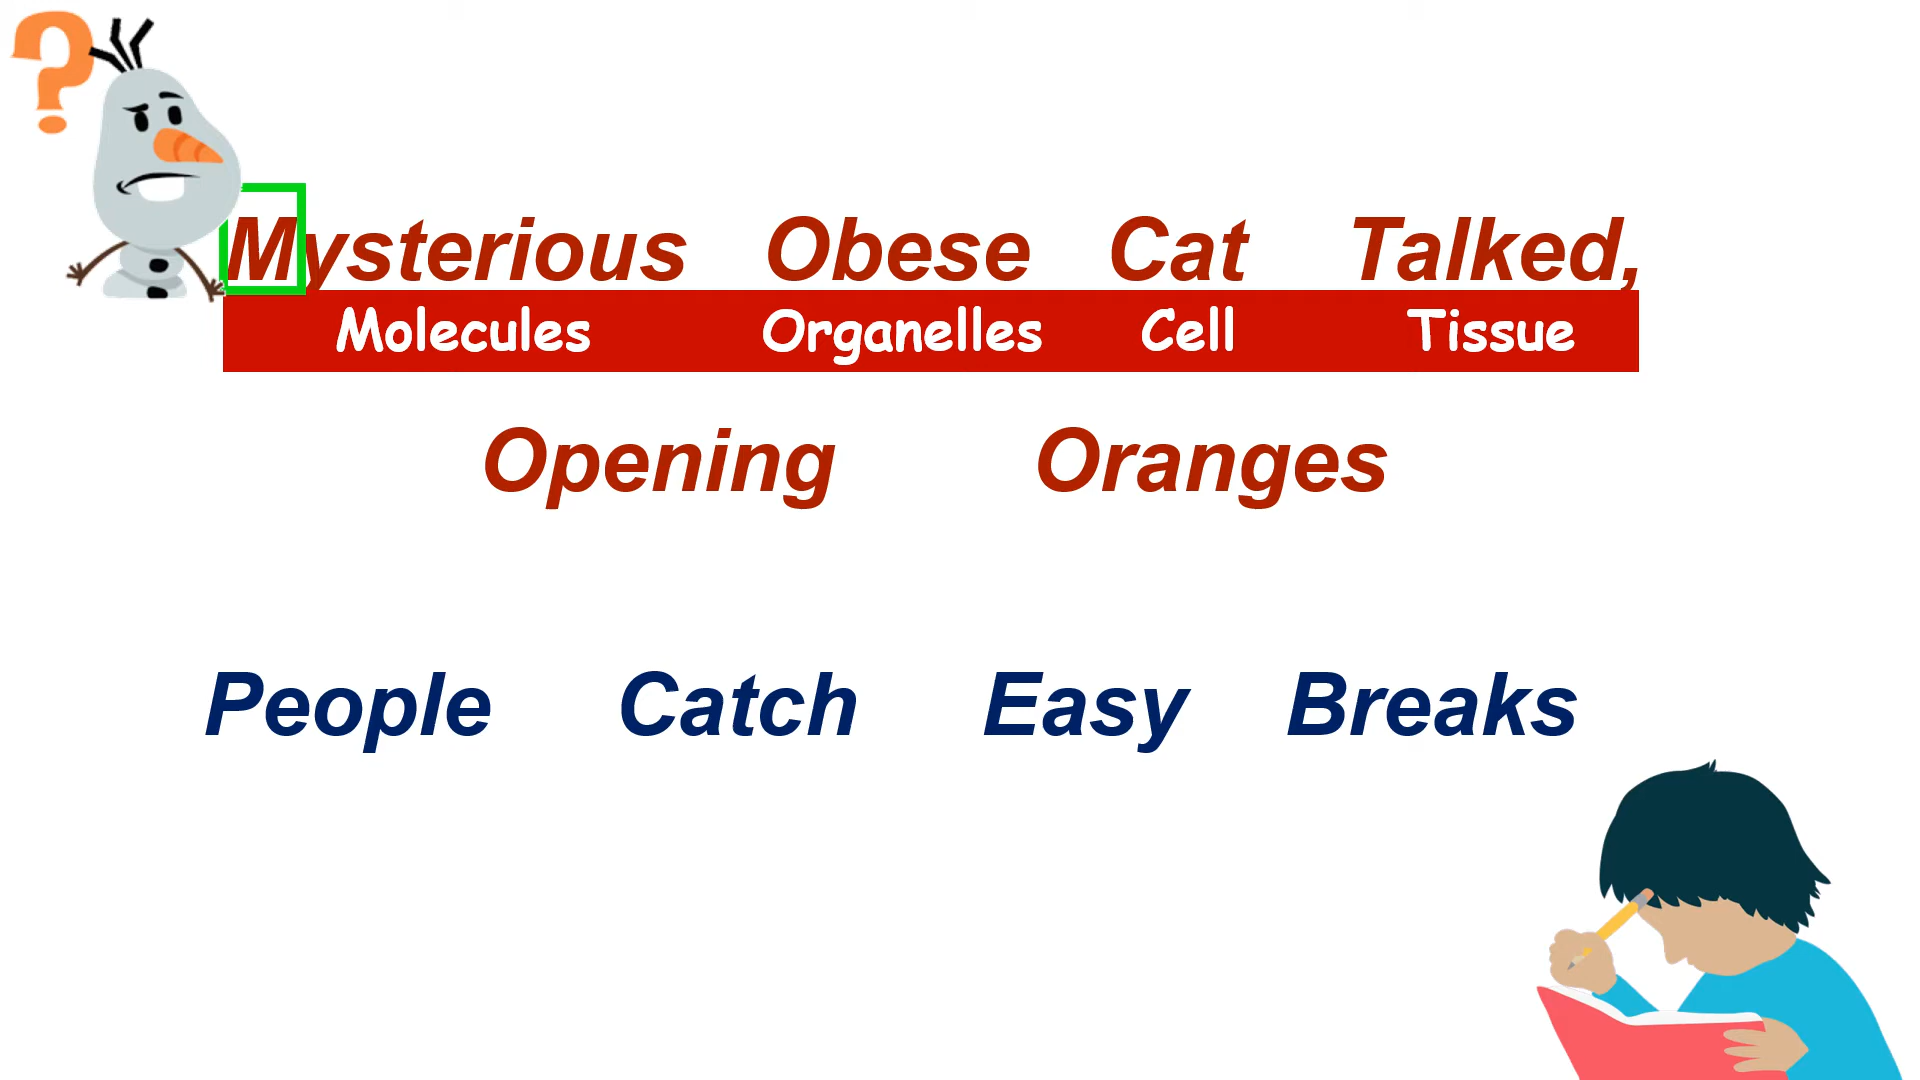 ?
Mysterious Obese Cat Talked,
Molecules Organelles Cell Tissue
Opening Oranges
People Catch Easy Breaks